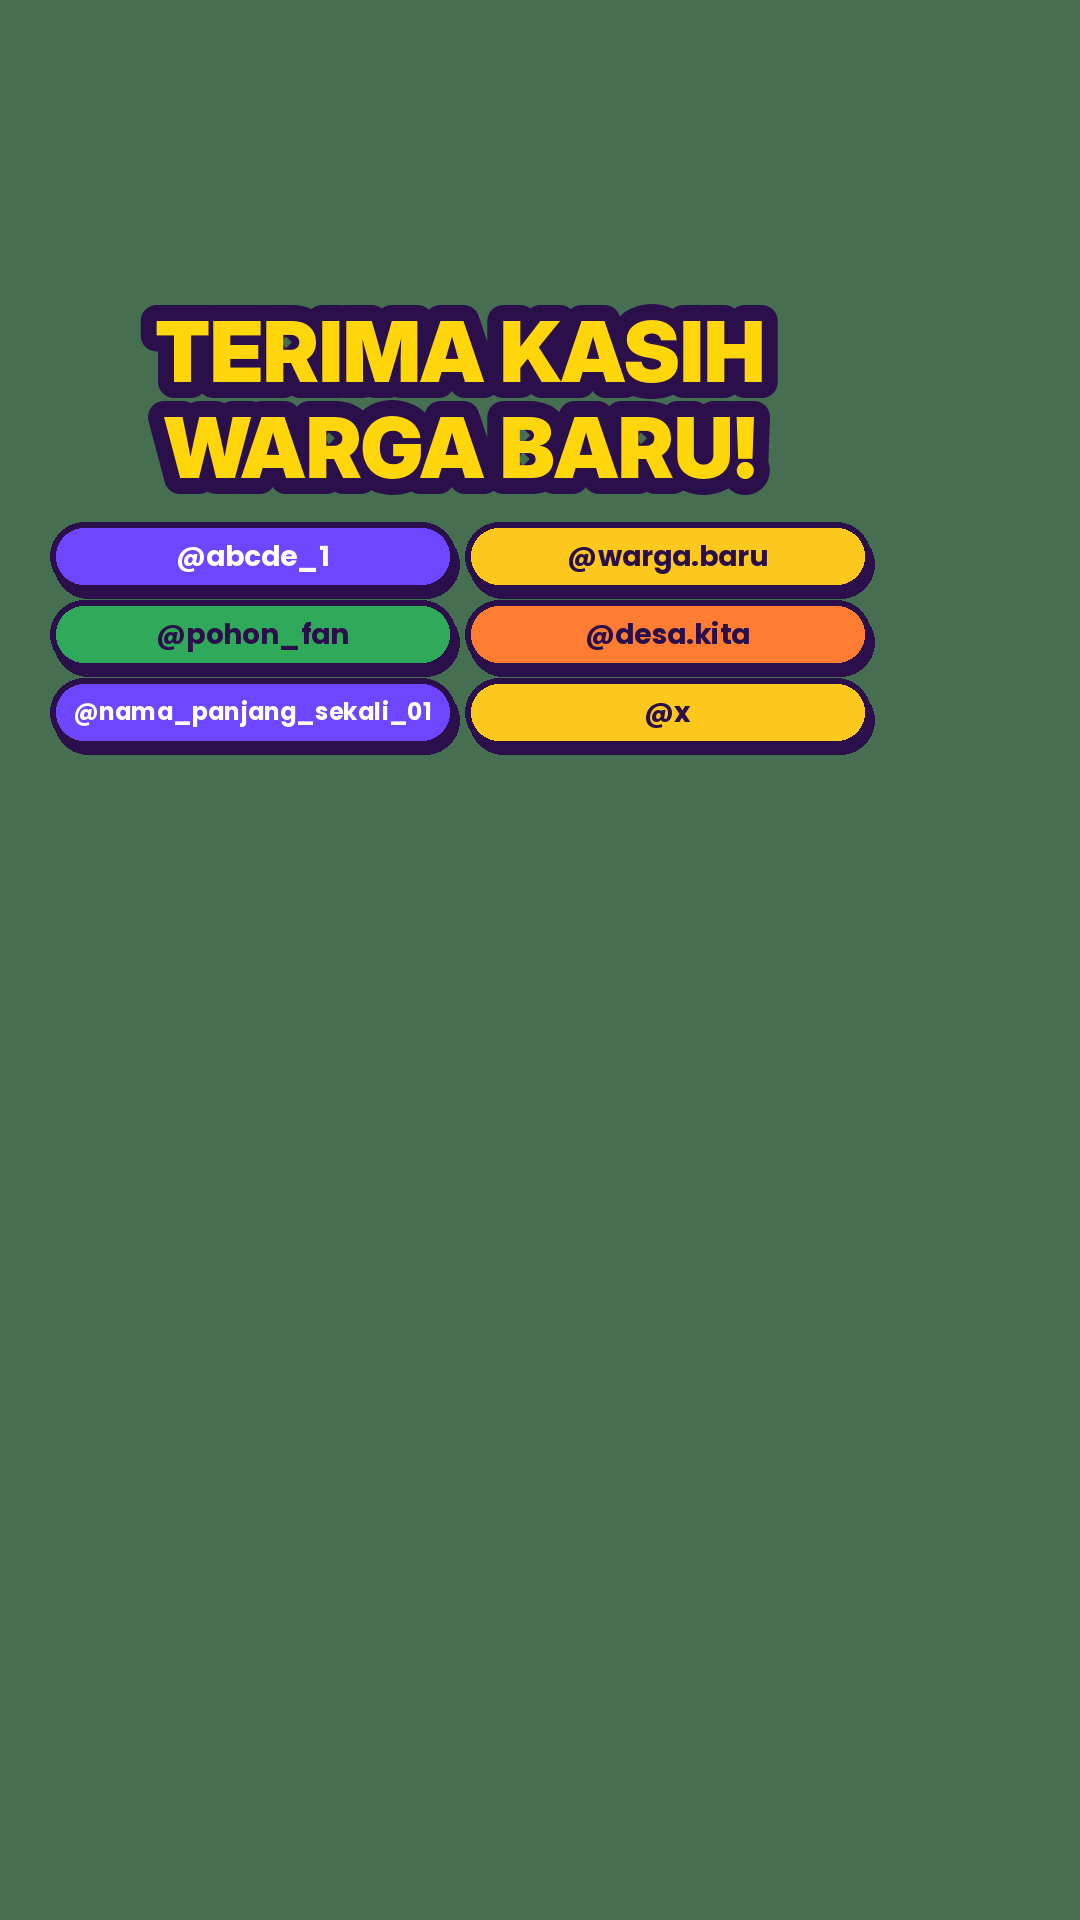 TERIMA KASIH
WARGA BARU!
@abcde_1
@warga.baru
@pohon_fan
@desa.kita
@nama_panjang_sekali_01
@x